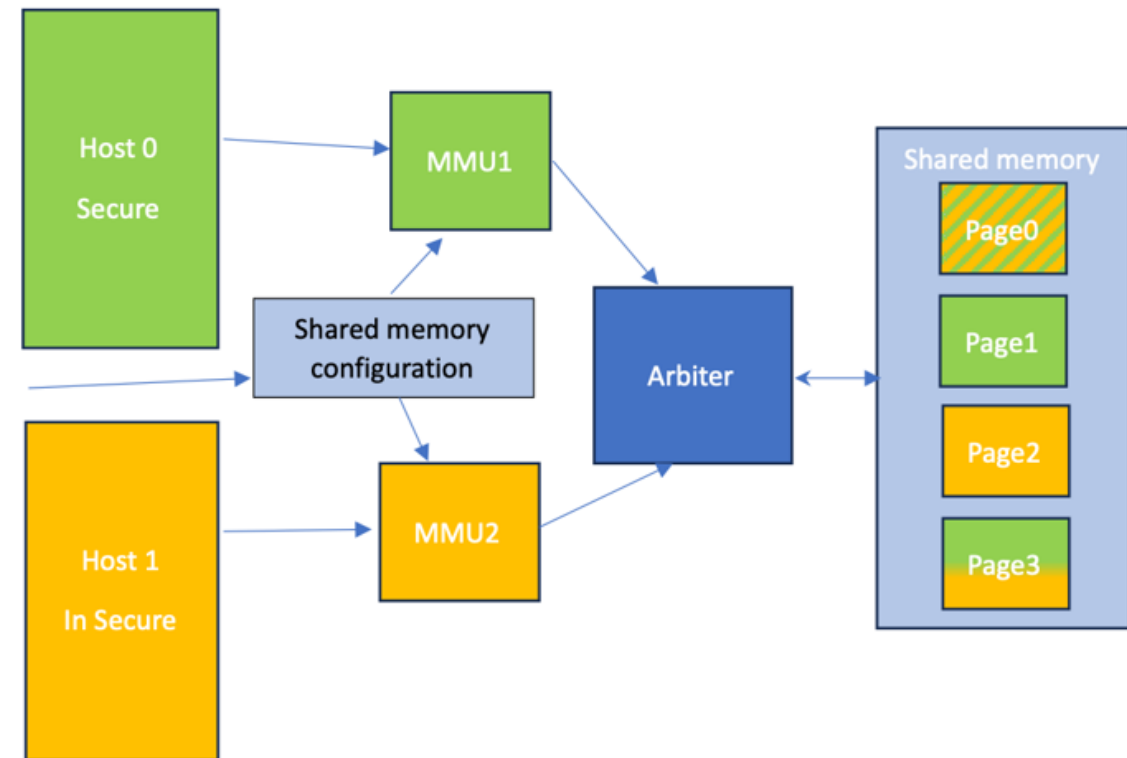 Host 0
Secure
MMU1
Shared memory
configuration
Host 1
In Secure
MMU2
Arbiter
Shared memory
Page0
Page1
Page2
Page3